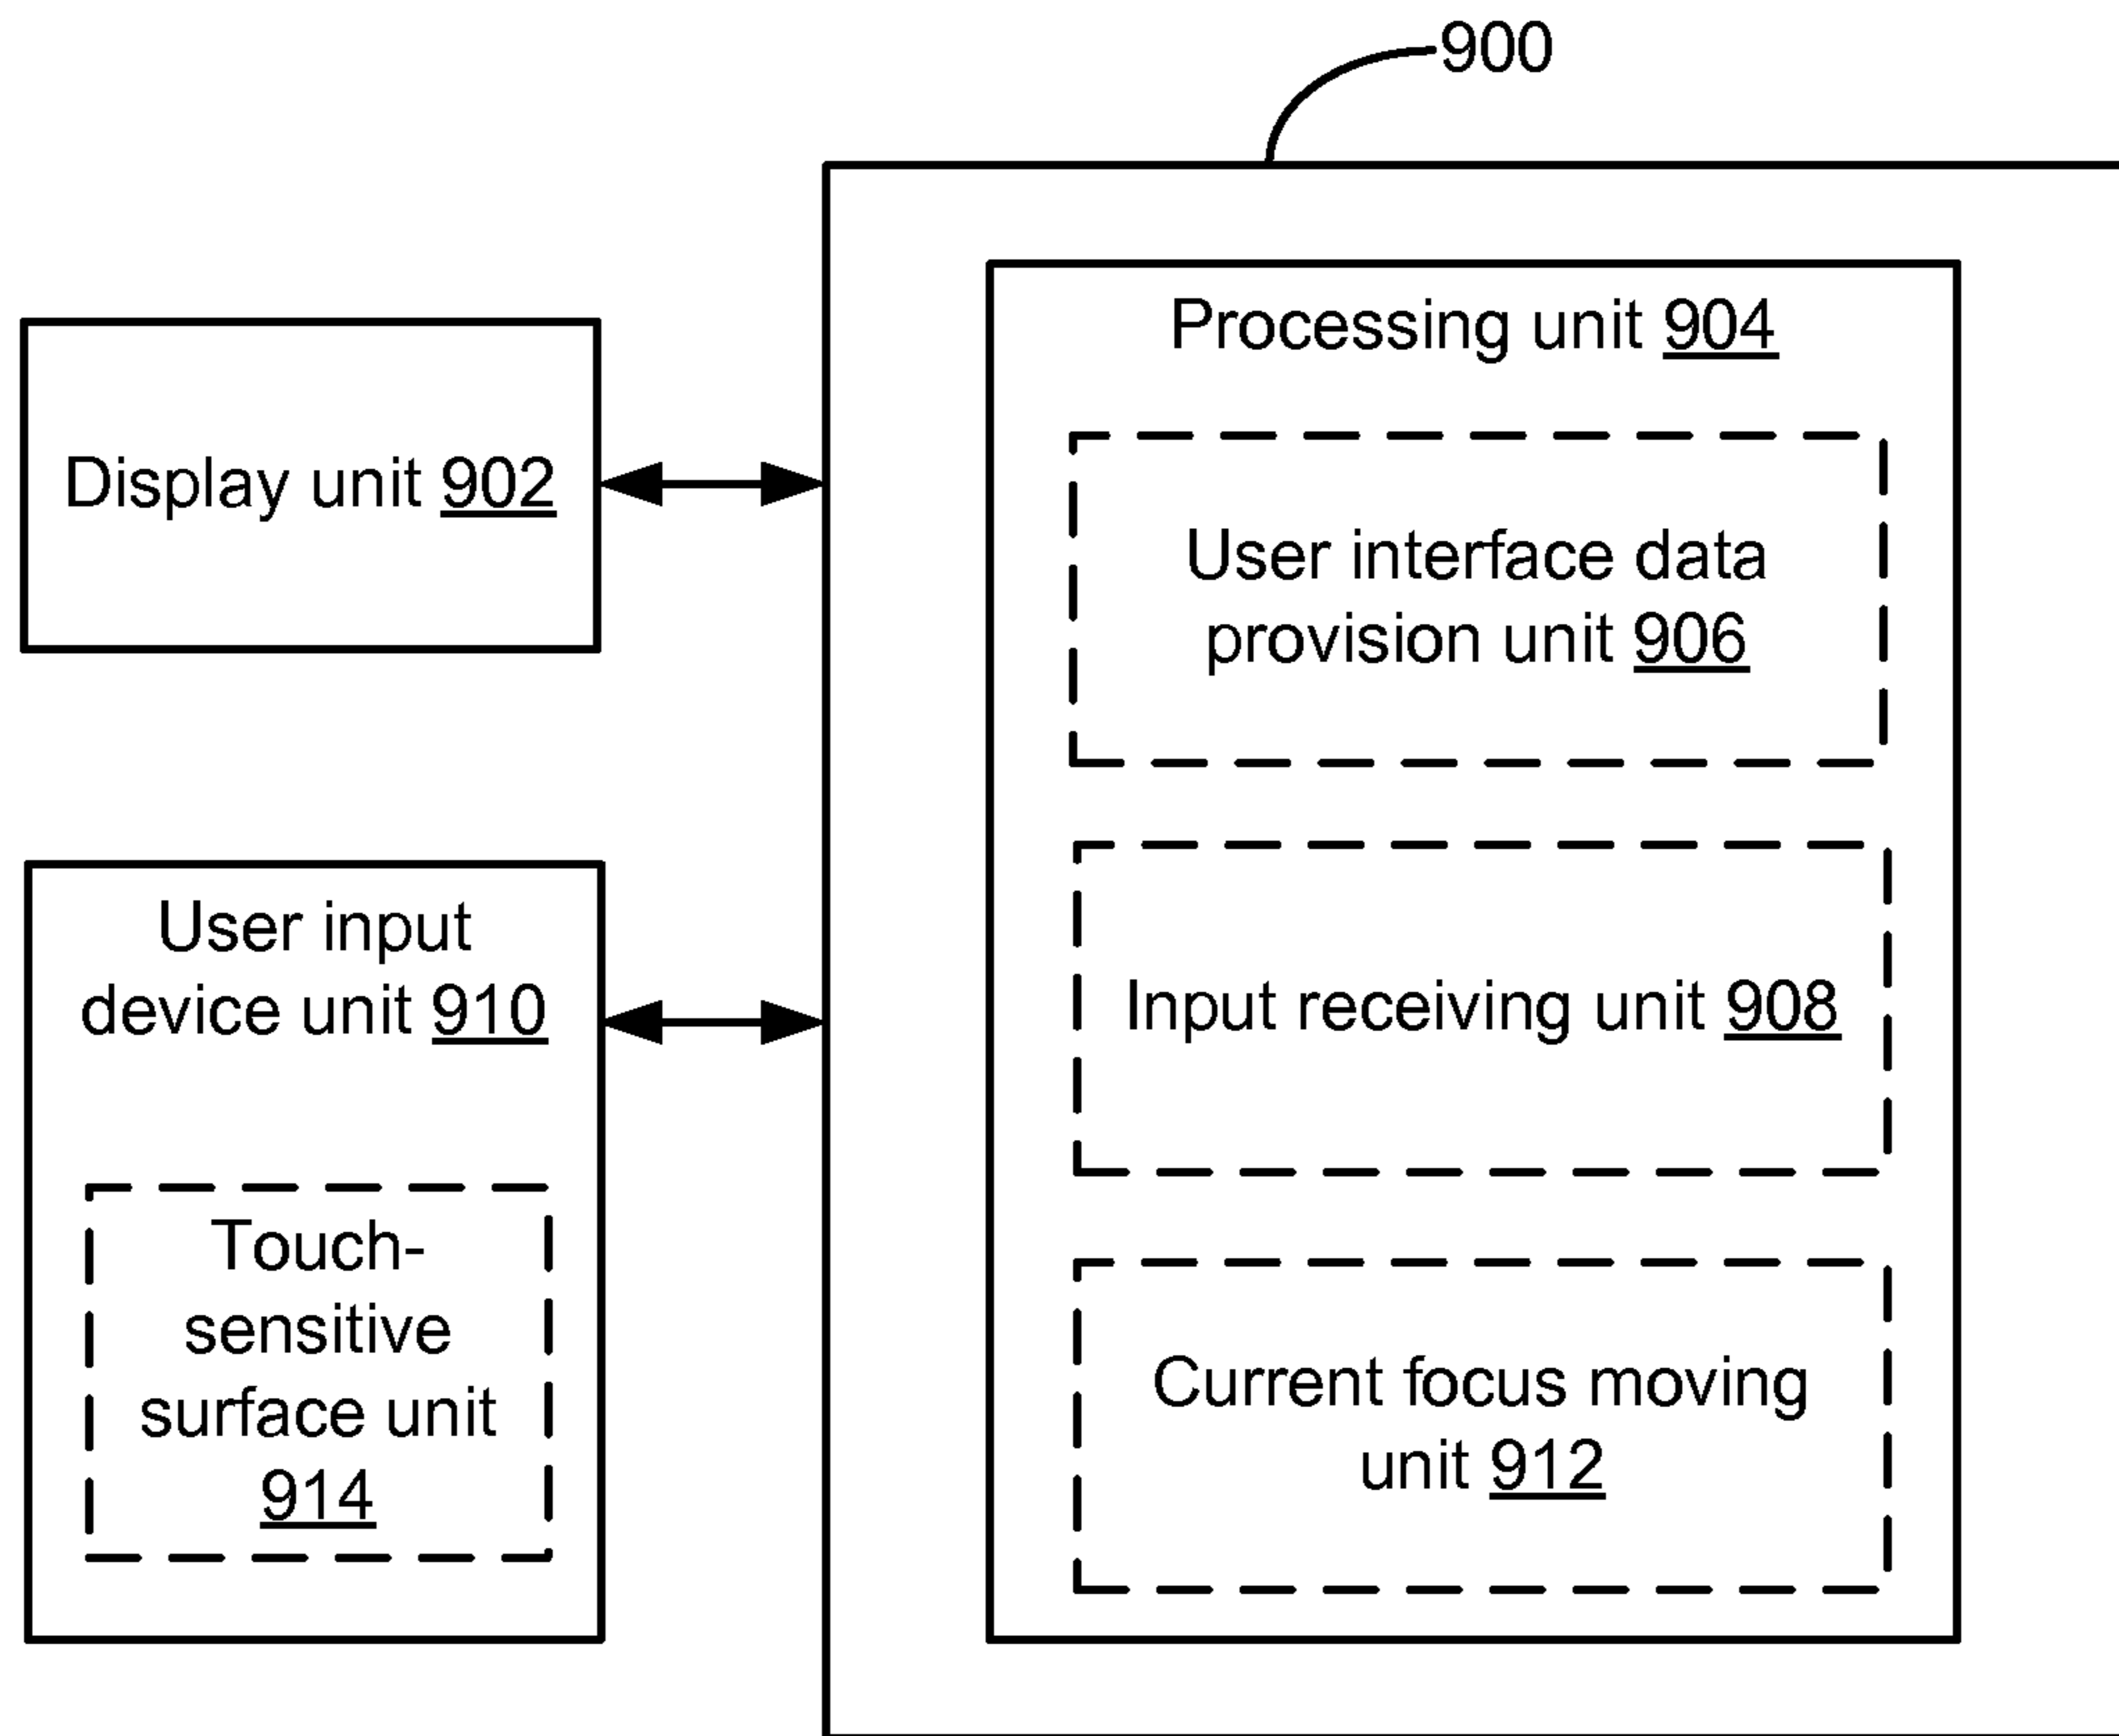 900
Processing unit 904
Display unit 902
User interface data
provision unit 906
User input
device unit 910
Input receiving unit 908
Touch-
sensitive
surface unit
914
Current focus moving
unit 912